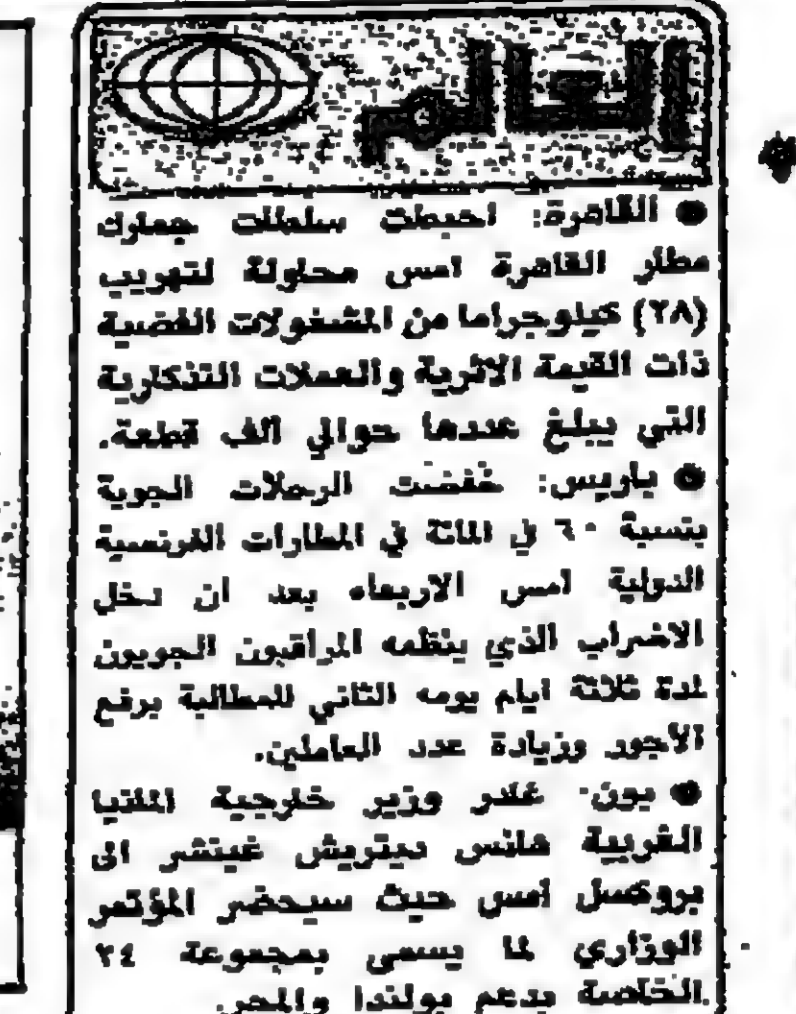 العالم
● القاهرة: احبطت سلطات جمارك
مطار القاهرة امس محاولة لتهريب
(٢٨) كيلوجراما من المشغولات الفضية
ذات القيمة الاثرية والعملات التذكارية
التي يبلغ عددها حوالي الف قطعة.
● باريس: خفضت الرحلات الجوية
بنسبة ٦٠ في المائة في المطارات الفرنسية
الدولية امس الاربعاء بعد ان دخل
الاضراب الذي ينظمه المراقبون الجويون
لمدة ثلاثة ايام يومه الثاني للمطالبة برفع
الأجور وزيادة عدد العاملين.
● بون: غادر وزير خارجية المانيا
الغربية هانس ديتريش غينشر الى
بروكسل امس حيث سيحضر المؤتمر
الوزاري لما يسمى بمجموعة ٢٤
الخاصة بدعم بولندا والمجر.